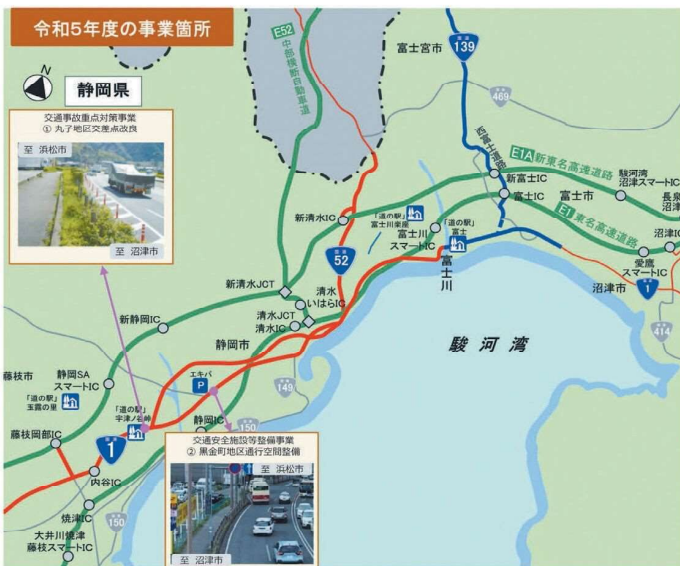 令和5年度の事業箇所
N
静岡県
交通事故重点対策事業
① 丸子地区交差点改良
至 浜松市
至 沼津市
E52
中部横断自動車道
富士宮市
国道
139
469
西富士道路
E1A 新東名高速道路
新富士IC
富士IC
富士市
駿河湾
沼津スマートIC
長泉
沼津
E1 東名高速道路
沼津IC
愛鷹
スマートIC
沼津市
国道
1
414
新清水IC
「道の駅」
富士川楽座
富士川
スマートIC
「道の駅」
富士
富士川
国道
52
新清水JCT
清水
いはらIC
清水JCT
清水IC
新静岡IC
静岡市
駿河湾
藤枝市
静岡SA
スマートIC
「道の駅」
玉露の里
エキパ
P
149
「道の駅」
宇津ノ谷峠
静岡IC
150
藤枝岡部IC
国道
1
内谷IC
焼津IC
150
大井川焼津
藤枝スマートIC
交通安全施設等整備事業
② 黒金町地区通行空間整備
至 浜松市
至 沼津市